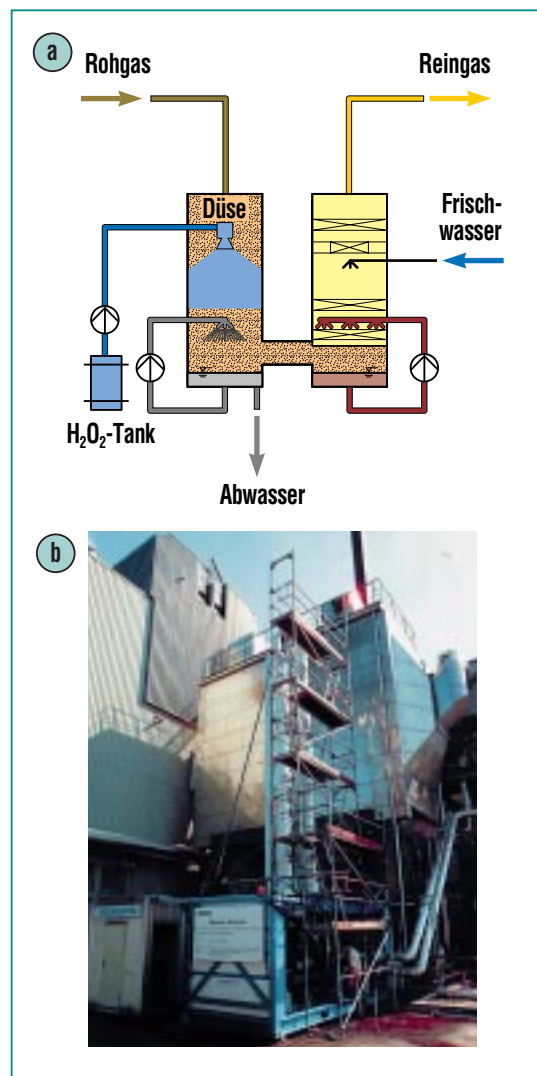 a
Rohgas
Reingas
Düse
Frisch-
wasser
H₂O₂-Tank
Abwasser
b